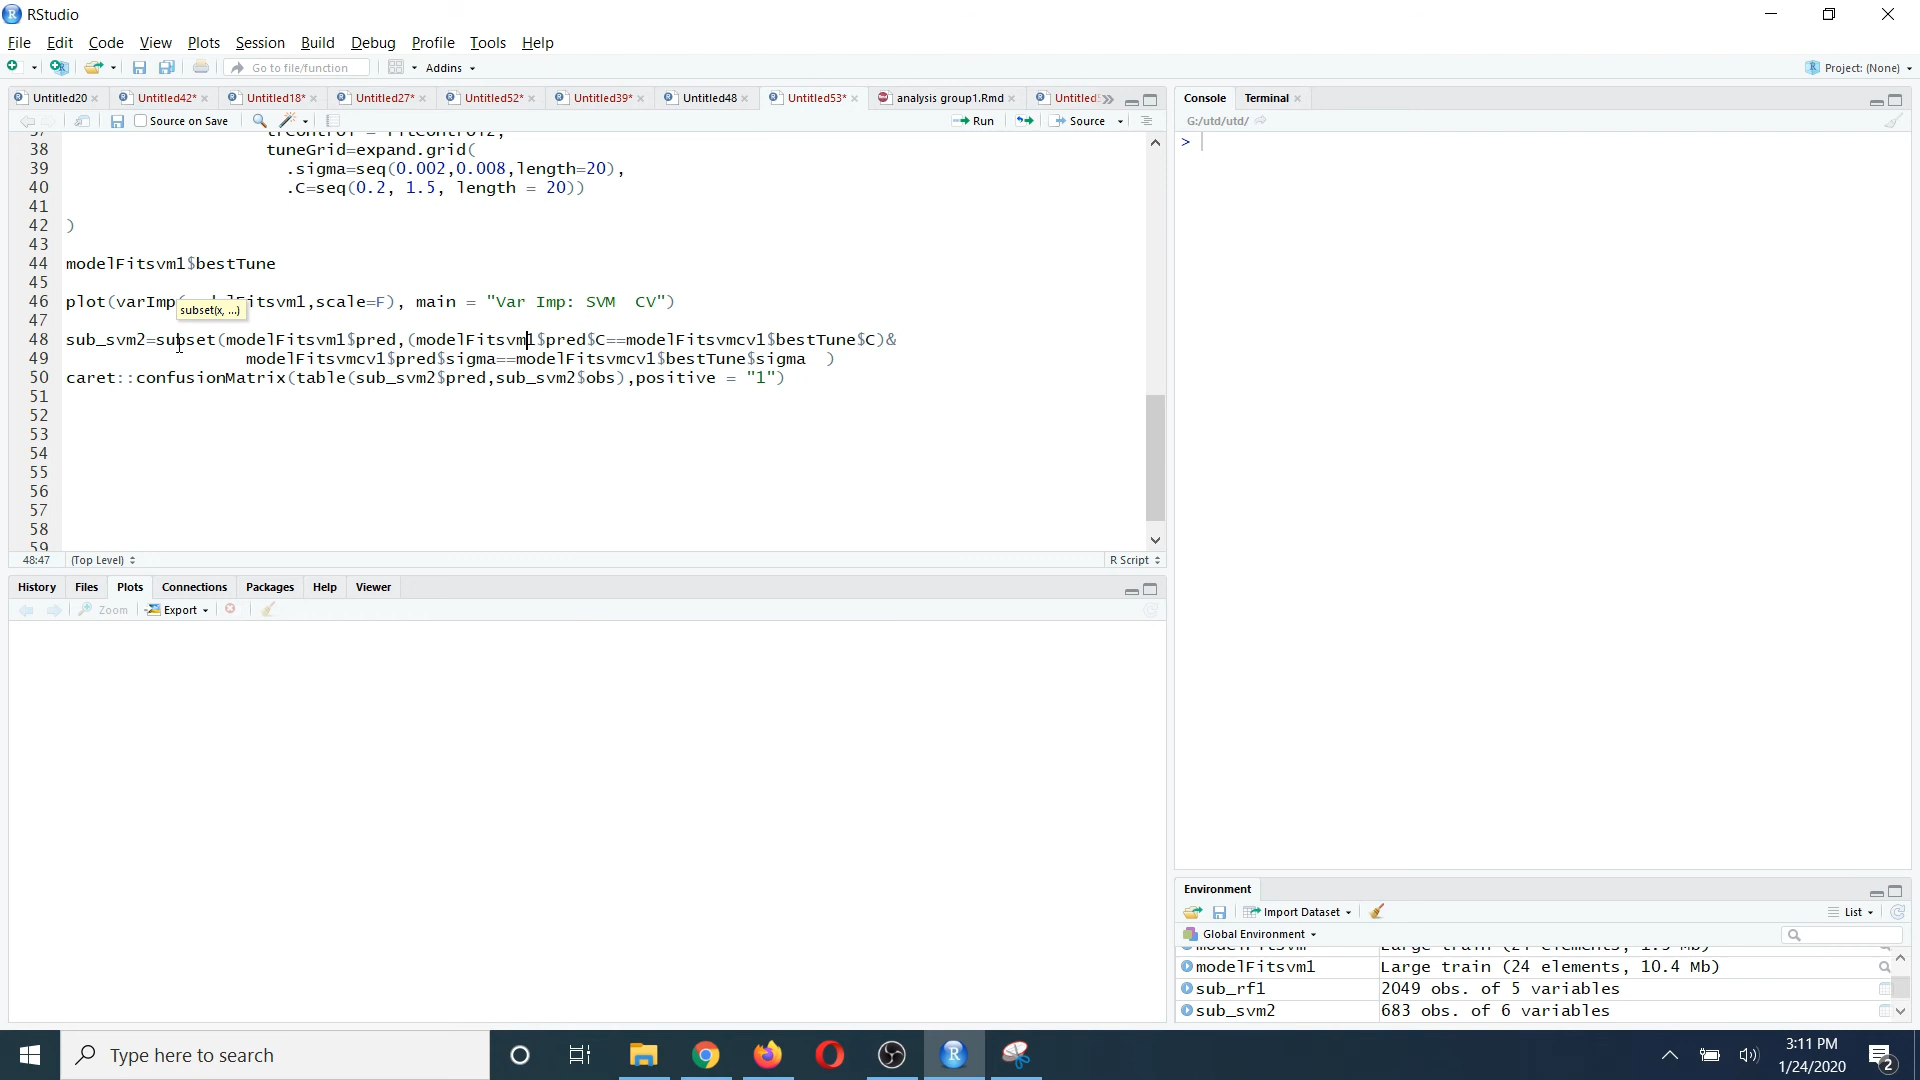 RStudio
File Edit Code View Plots Session Build Debug Profile Tools Help
Go to file/function Addins Project: (None)
Untitled20 Untitled42* Untitled18* Untitled27* Untitled52* Untitled39* Untitled48 Untitled53* analysis group1.Rmd Untitled
Source on Save Run Source
38 tuneGrid=expand.grid(
39 .sigma=seq(0.002,0.008,length=20),
40 .C=seq(0.2, 1.5, length = 20))
41
42 )
43
44 modelFitsvm1$bestTune
45
46 plot(varImp itsvm1,scale=F), main = "Var Imp: SVM CV")
subset(x, ...)
47
48 sub_svm2=subset(modelFitsvm1$pred,(modelFitsvm1$pred$C==modelFitsvmcv1$bestTune$C)&
49 modelFitsvmcv1$pred$sigma==modelFitsvmcv1$bestTune$sigma )
50 caret::confusionMatrix(table(sub_svm2$pred,sub_svm2$obs),positive = "1")
51
52
53
54
55
56
57
58
59
48:47 (Top Level) R Script
History Files Plots Connections Packages Help Viewer
Zoom Export
Console Terminal
G:/utd/utd/
>
Environment
Import Dataset List
Global Environment
modelFitsvm1 Large train (24 elements, 10.4 Mb)
sub_rf1 2049 obs. of 5 variables
sub_svm2 683 obs. of 6 variables
Type here to search
3:11 PM
1/24/2020
2